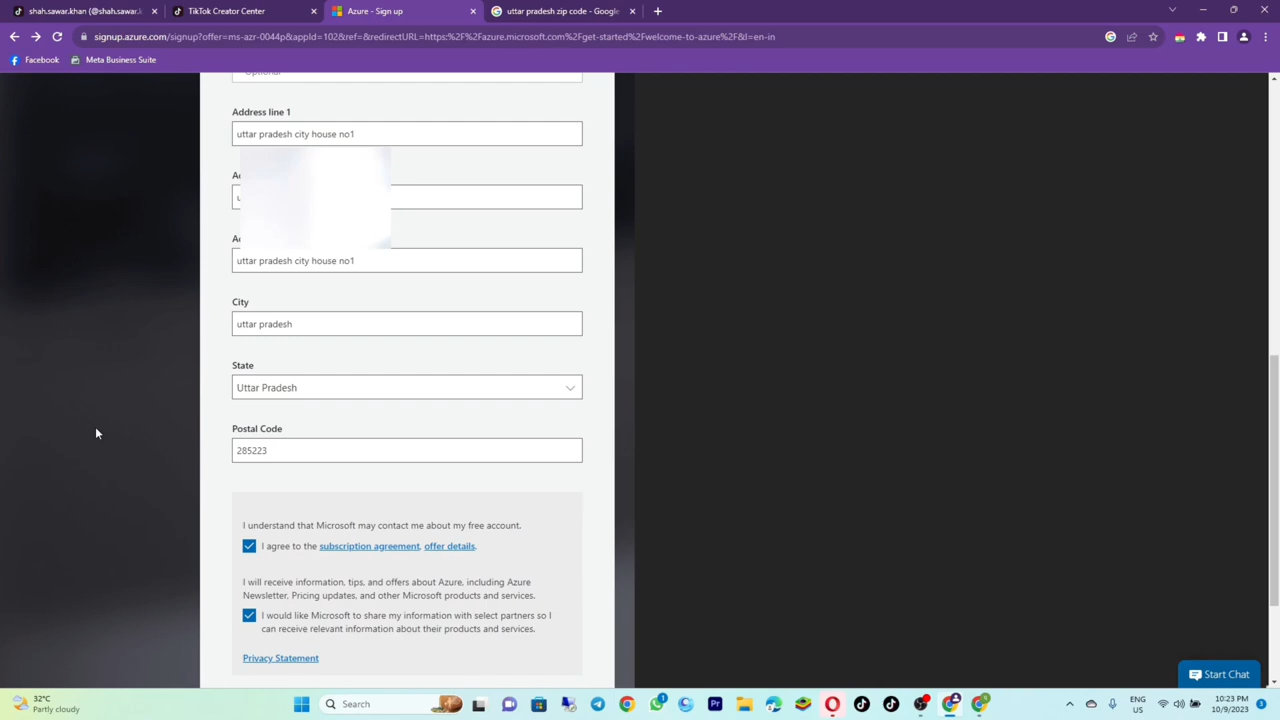 shah.sawar.khan (@shah.sawar.k
TikTok Creator
Azure - Sign up
uttar pradesh zip code - Google
signup.azure.com/signup?offer=ms-azr-0044p&appId=102&ref=&redirectURL=https:%2F%2Fazure.microsoft.com%2Fget-started%2Fwelcome-to-azure%2F&l=en-in
Facebook
Meta Business Suite
Optional
Address line 1
uttar pradesh city house no1
uttar pradesh city house no1
City
uttar pradesh
State
Uttar Pradesh
Postal Code
285223
I understand that Microsoft may contact me about my free account.
I agree to the subscription agreement, offer details.
I will receive information, tips, and offers about Azure, including Azure
Newsletter, Pricing updates, and other Microsoft products and services.
I would like Microsoft to share my information with select partners so I
can receive relevant information about their products and services.
Privacy Statement
Start Chat
32°C
Partly cloudy
Search
1
Pr
ENG
US
10:23 PM
10/9/2023